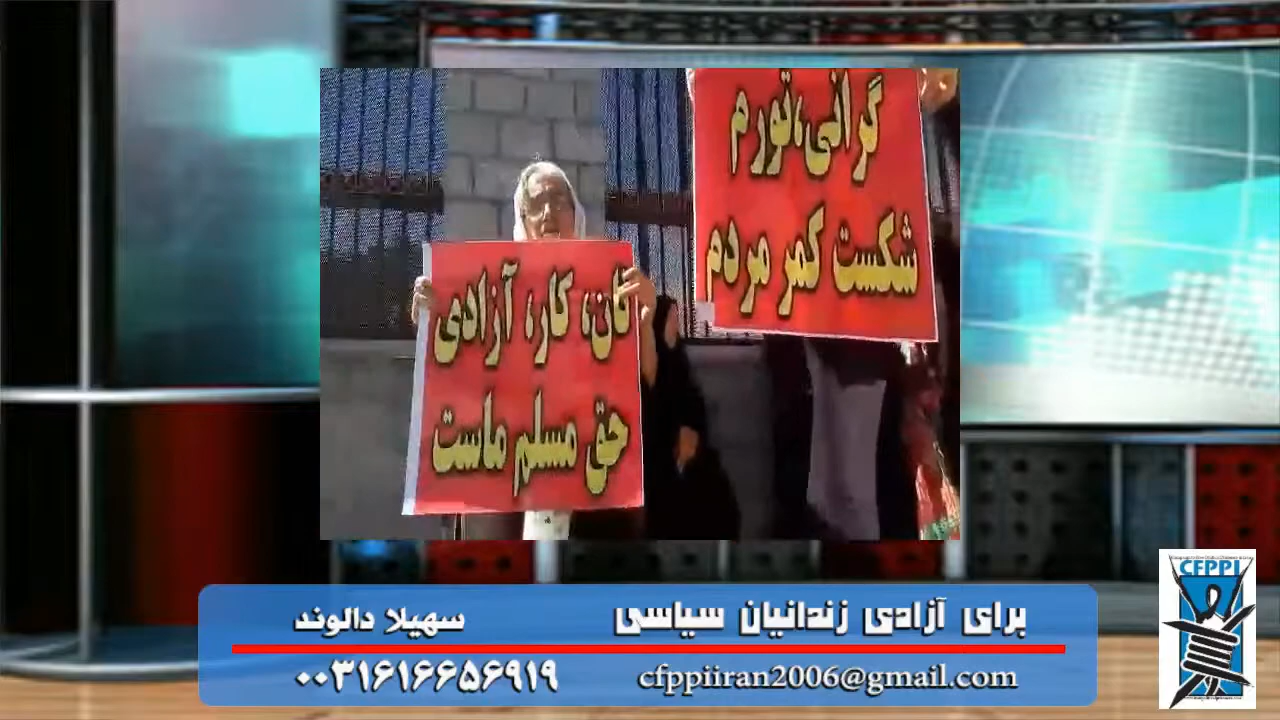 گرانی،تورم
شکست کمر مردم
نان، کار، آزادی
حق مسلم ماست
برای آزادی زندانیان سیاسی
سهیلا دالوند
cfppiiran2006@gmail.com
۰۰۳۱۶۱۶۶۵۶۹۱۹
CFPPI